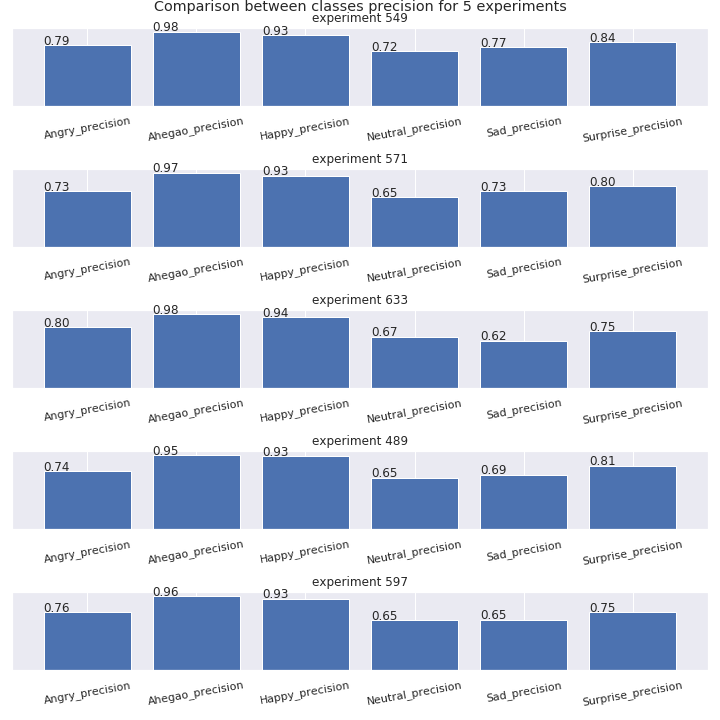 Comparison between classes precision for 5 experiments
experiment 549
0.79 0.98 0.93 0.72 0.77 0.84
Angry_precision Ahegao_precision Happy_precision Neutral_precision Sad_precision Surprise_precision
experiment 571
0.73 0.97 0.93 0.65 0.73 0.80
Angry_precision Ahegao_precision Happy_precision Neutral_precision Sad_precision Surprise_precision
experiment 633
0.80 0.98 0.94 0.67 0.62 0.75
Angry_precision Ahegao_precision Happy_precision Neutral_precision Sad_precision Surprise_precision
experiment 489
0.74 0.95 0.93 0.65 0.69 0.81
Angry_precision Ahegao_precision Happy_precision Neutral_precision Sad_precision Surprise_precision
experiment 597
0.76 0.96 0.93 0.65 0.65 0.75
Angry_precision Ahegao_precision Happy_precision Neutral_precision Sad_precision Surprise_precision